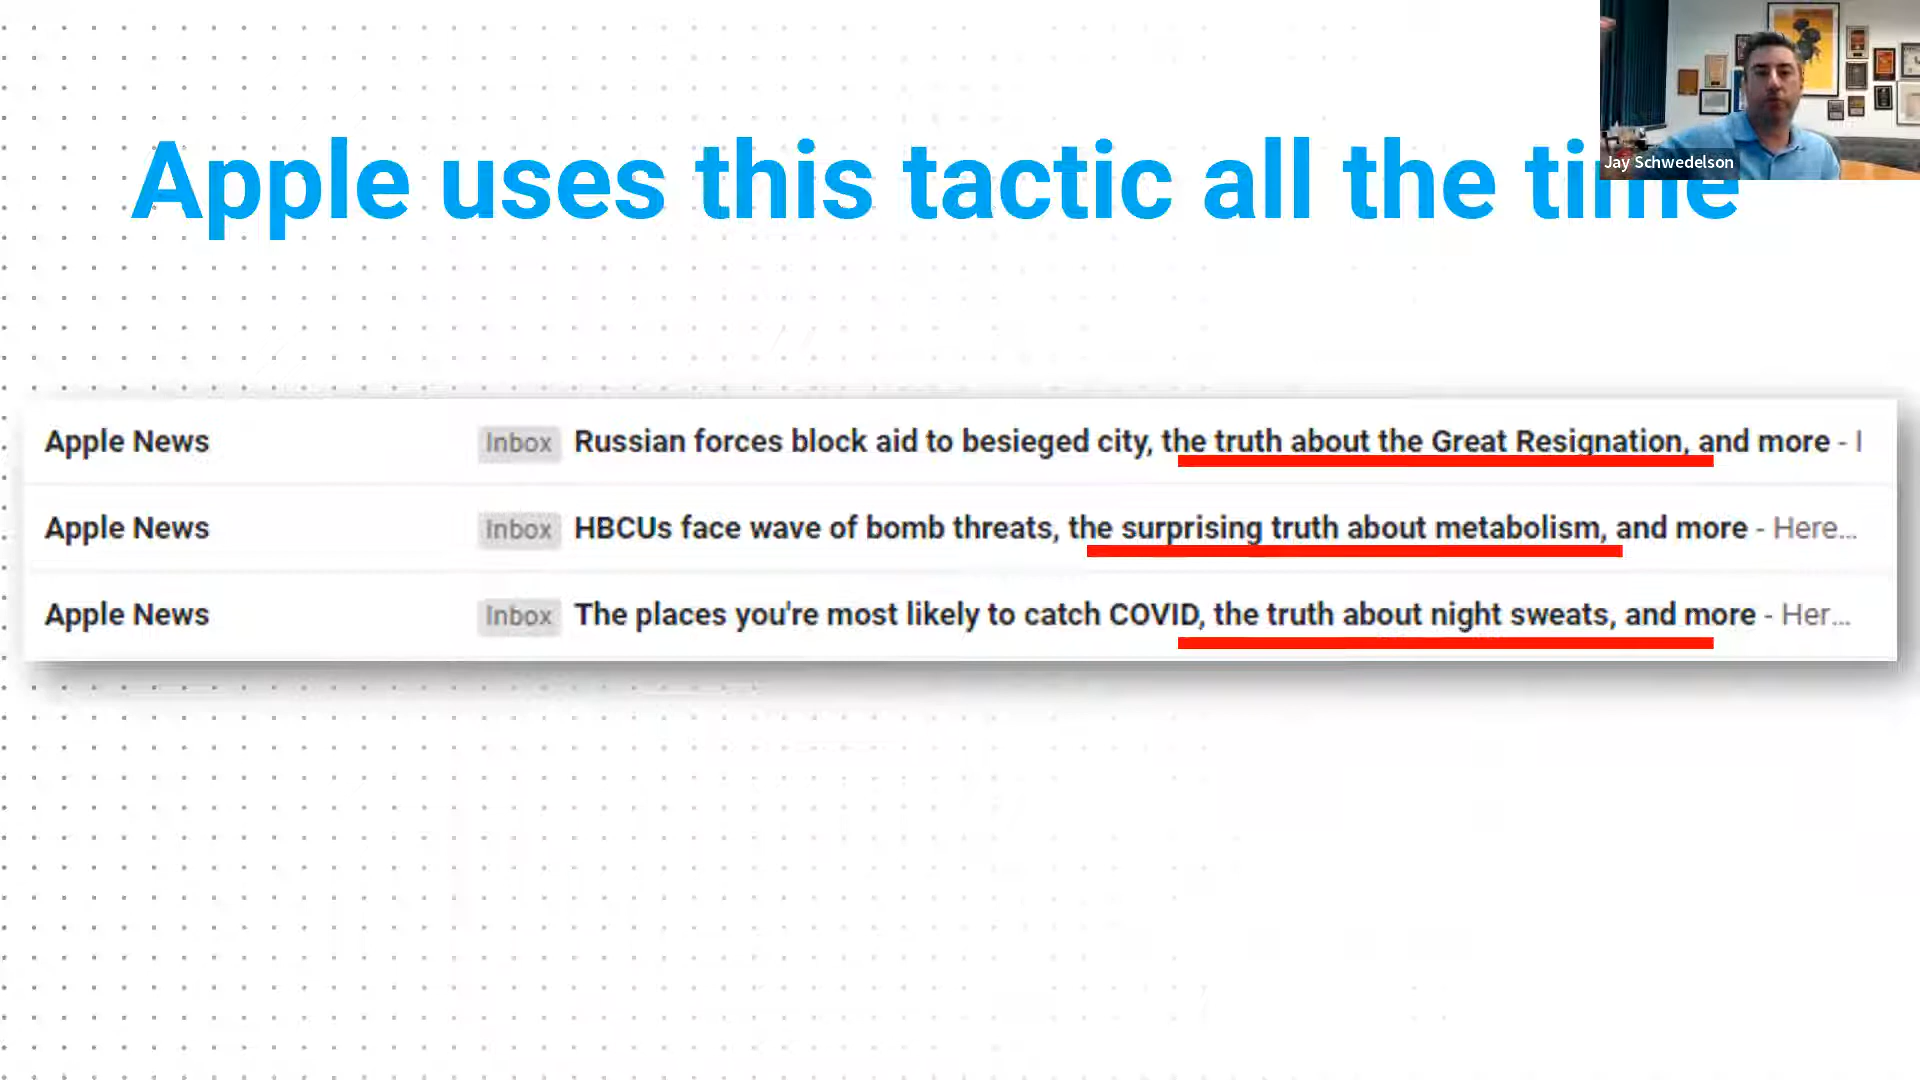 Jay Schwedelson
Apple uses this tactic all the time
Apple News Inbox Russian forces block aid to besieged city, the truth about the Great Resignation, and more - I
Apple News Inbox HBCUs face wave of bomb threats, the surprising truth about metabolism, and more - Here...
Apple News Inbox The places you're most likely to catch COVID, the truth about night sweats, and more - Her...